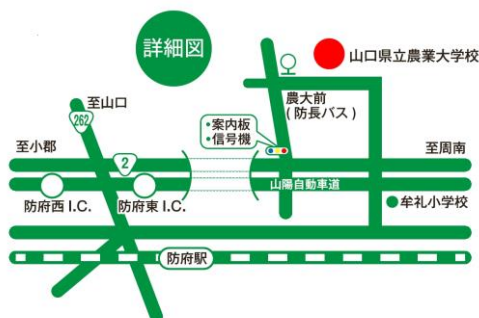 詳細図
山口県立農業大学校
至山口
262
農大前
(防長バス)
•案内板
•信号機
至小郡
2
至周南
山陽自動車道
防府西I.C.
防府東I.C.
牟礼小学校
防府駅